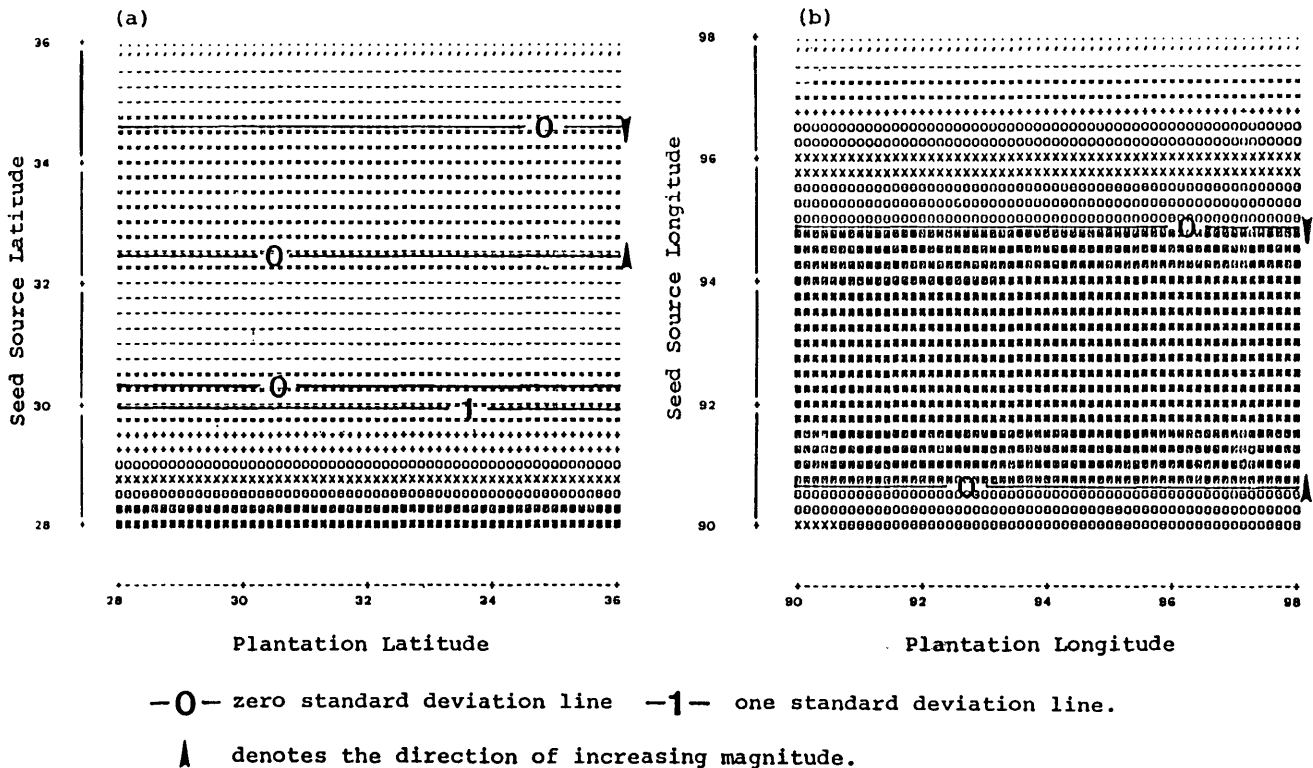 (a)
36
34
32
30
28
Seed Source Latitude
0
0
0
1
28 30 32 34 36
Plantation Latitude
(b)
98
96
94
92
90
Seed Source Longitude
0
0
90 92 94 96 98
Plantation Longitude
—0— zero standard deviation line —1— one standard deviation line.
denotes the direction of increasing magnitude.